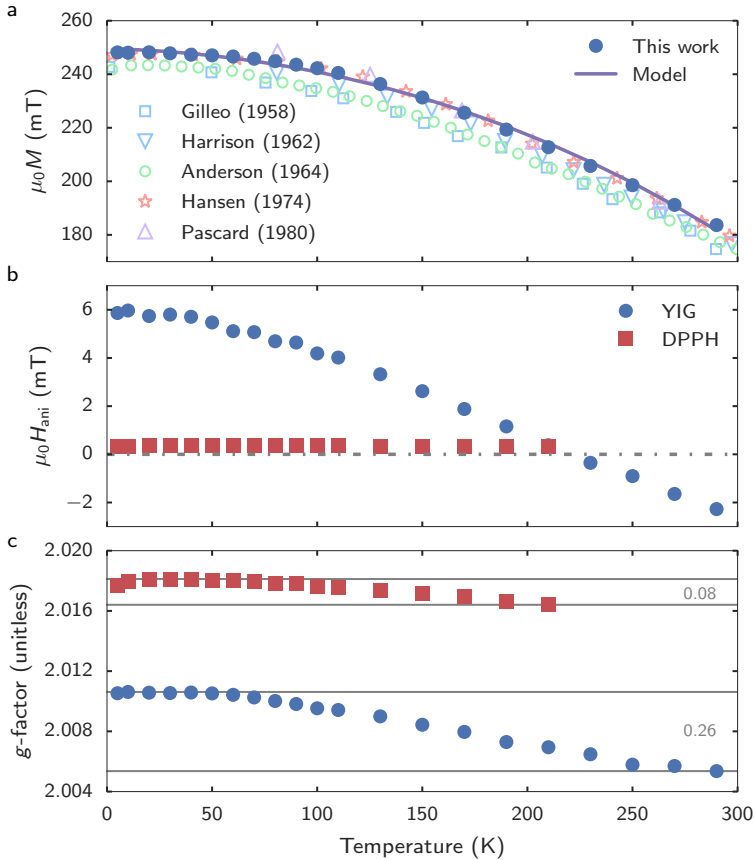 a
260
240
220
200
180
μ₀M (mT)
This work
Model
Gilleo (1958)
Harrison (1962)
Anderson (1964)
Hansen (1974)
Pascard (1980)
b
6
4
2
0
−2
μ₀Hani (mT)
YIG
DPPH
c
2.020
2.016
2.012
2.008
2.004
g-factor (unitless)
0.08
0.26
0 50 100 150 200 250 300
Temperature (K)